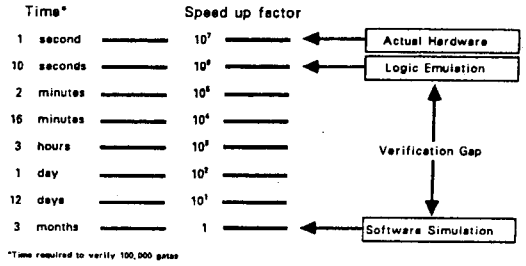 Time* Speed up factor
1 second 10⁷ Actual Hardware
10 seconds 10⁶ Logic Emulation
2 minutes 10⁵
16 minutes 10⁴
3 hours 10³
Verification Gap
1 day 10²
12 days 10¹
3 months 1 Software Simulation
*Time required to verify 100,000 gates